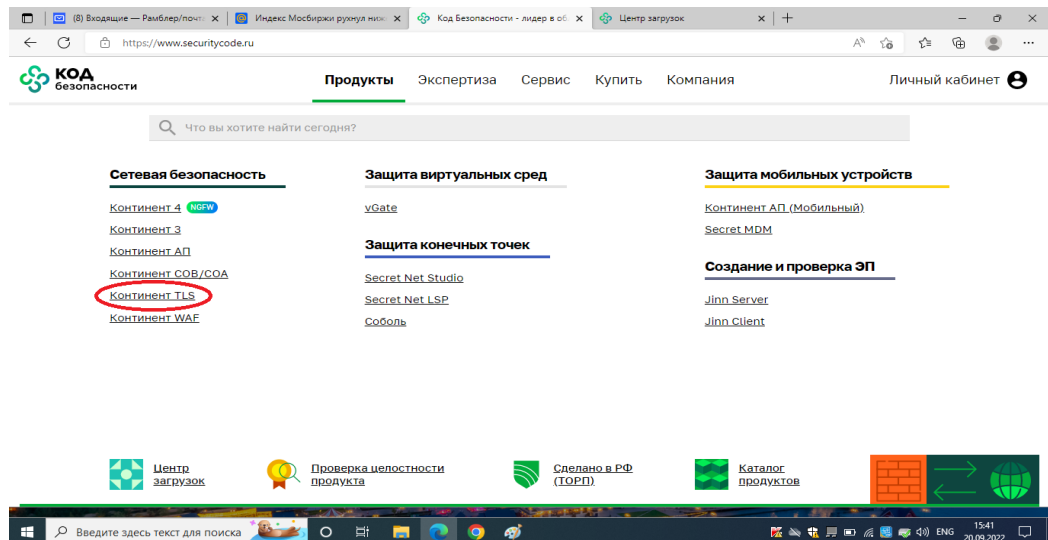 (8) Входящие — Рамблер/почта
Индекс Мосбиржи рухнул ниж
Код Безопасности - лидер в об
Центр загрузок
https://www.securitycode.ru
КОД
безопасности
Продукты
Экспертиза
Сервис
Купить
Компания
Личный кабинет
Что вы хотите найти сегодня?
Сетевая безопасность
Континент 4 NGFW
Континент 3
Континент АП
Континент СОВ/СОА
Континент TLS
Континент WAF
Защита виртуальных сред
vGate
Защита конечных точек
Secret Net Studio
Secret Net LSP
Соболь
Защита мобильных устройств
Континент АП (Мобильный)
Secret MDM
Создание и проверка ЭП
Jinn Server
Jinn Client
Центр
загрузок
Проверка целостности
продукта
Сделано в РФ
(ТОРП)
Каталог
продуктов
Введите здесь текст для поиска
ENG
15:41
20.09.2022